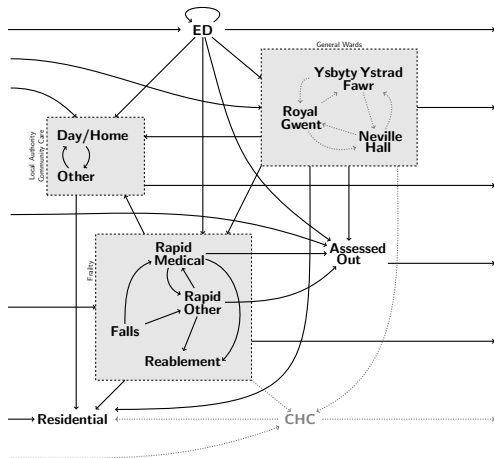 ED
General Wards
Ysbyty Ystrad
Fawr
Royal
Gwent
Neville
Hall
Local Authority
Community Care
Day/Home
Other
Frailty
Rapid
Medical
Assessed
Out
Rapid
Other
Falls
Reablement
Residential
CHC